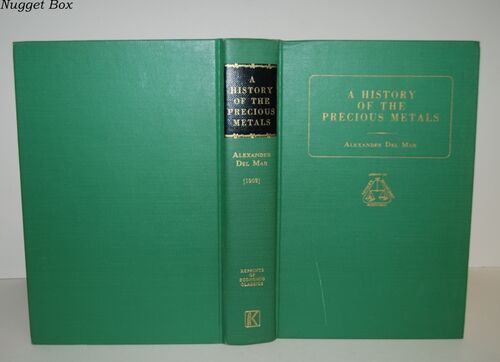 Nugget Box
A
HISTORY
OF THE
PRECIOUS
METALS
ALEXANDER
DEL MAR
[1902]
REPRINTS
OF
ECONOMIC
CLASSICS
K
A HISTORY
OF THE
PRECIOUS METALS
ALEXANDER DEL MAR